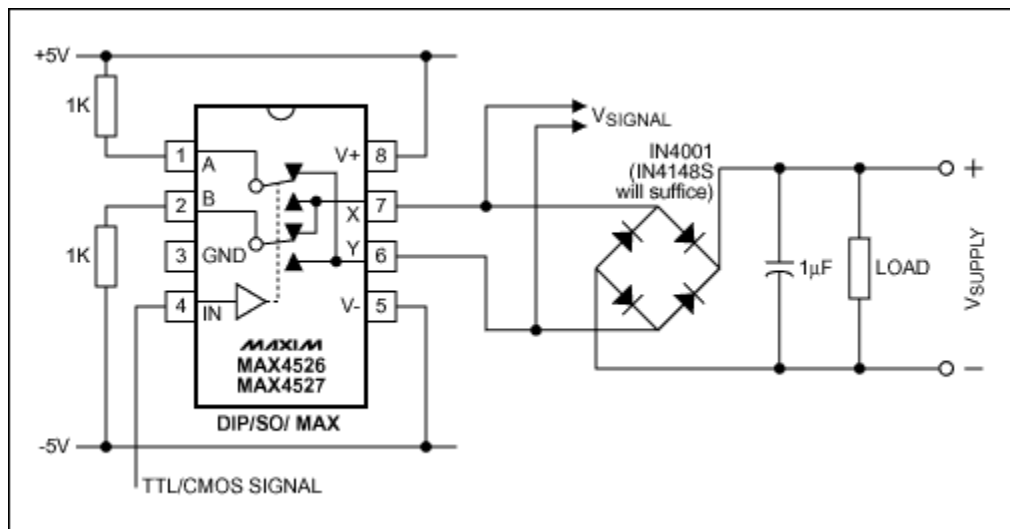 +5V
1K
1
A
V+
8
2
B
X
7
1K
3
GND
Y
6
4
IN
V-
5
MAXIM
MAX4526
MAX4527
DIP/SO/ MAX
-5V
TTL/CMOS SIGNAL
VSIGNAL
IN4001
(IN4148S
will suffice)
1µF
LOAD
+
VSUPPLY
–